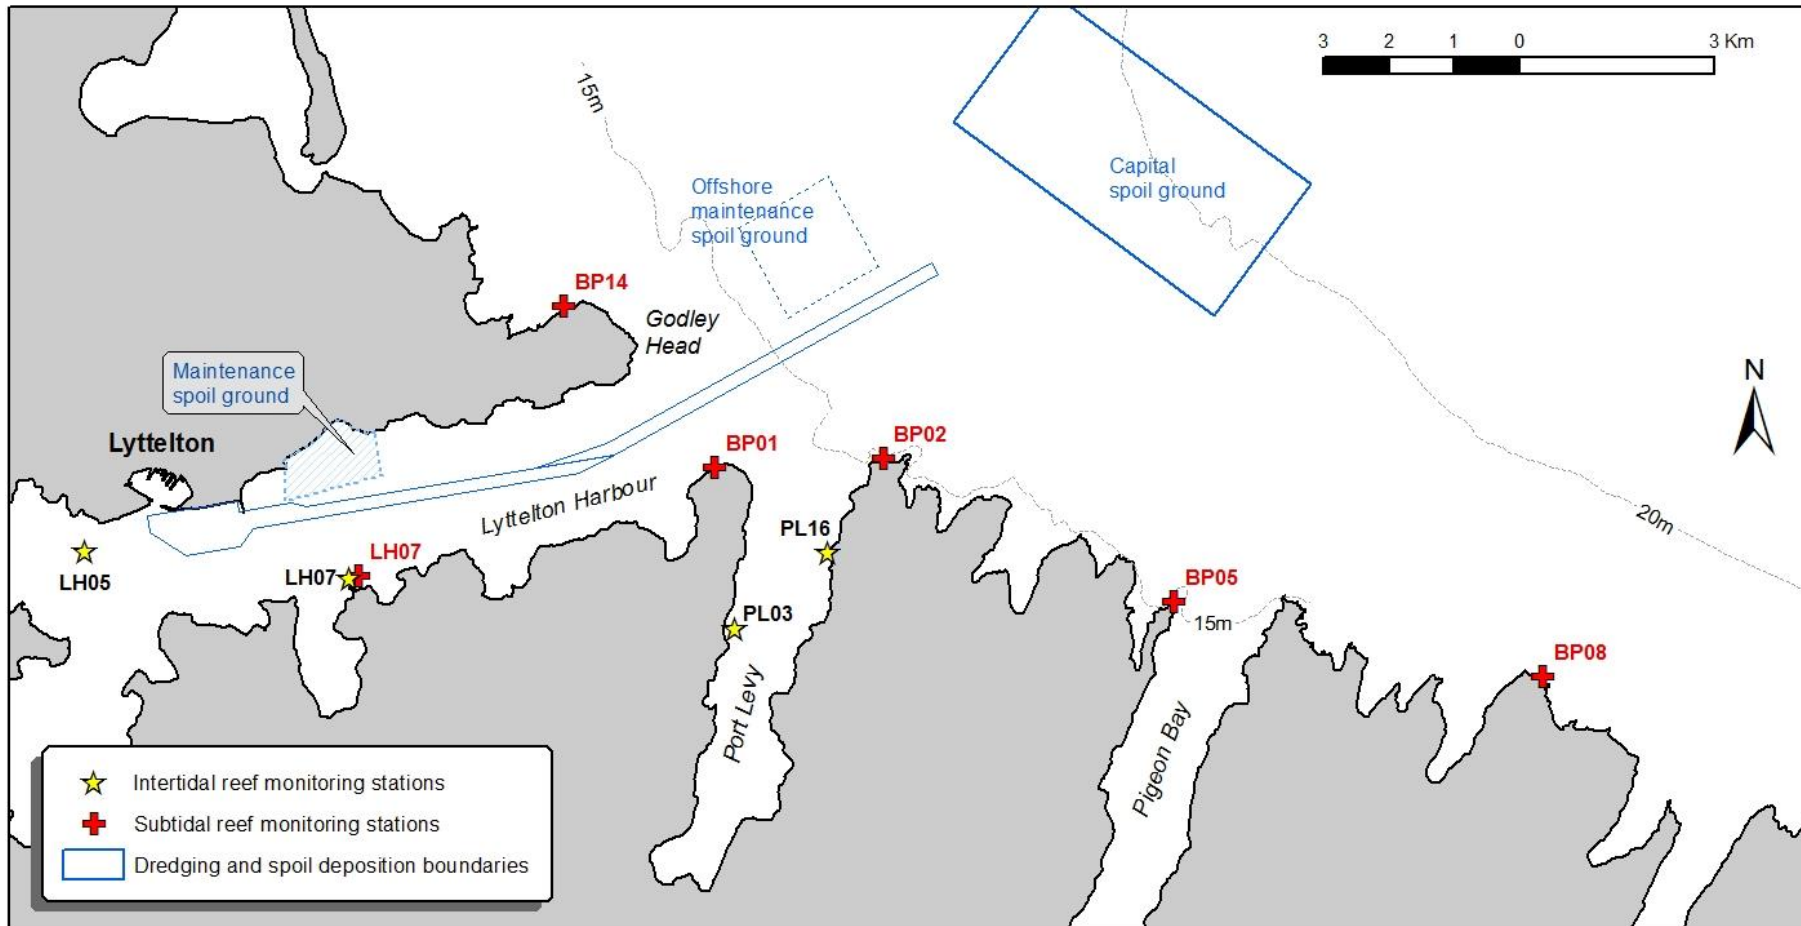 3 2 1 0 3 Km
15m
Capital
spoil ground
Offshore
maintenance
spoil ground
BP14
Godley
Head
Maintenance
spoil ground
N
Lyttelton
BP01
BP02
Lyttelton Harbour
20m
PL16
LH07
LH05
LH07
BP05
PL03
15m
BP08
Port Levy
Pigeon Bay
Intertidal reef monitoring stations
Subtidal reef monitoring stations
Dredging and spoil deposition boundaries